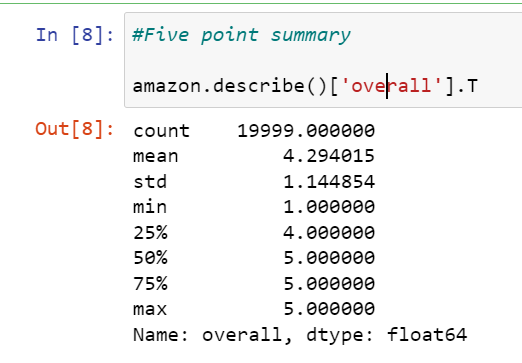 In [8]: #Five point summary
amazon.describe()['overall'].T
Out[8]: count 19999.000000
mean 4.294015
std 1.144854
min 1.000000
25% 4.000000
50% 5.000000
75% 5.000000
max 5.000000
Name: overall, dtype: float64